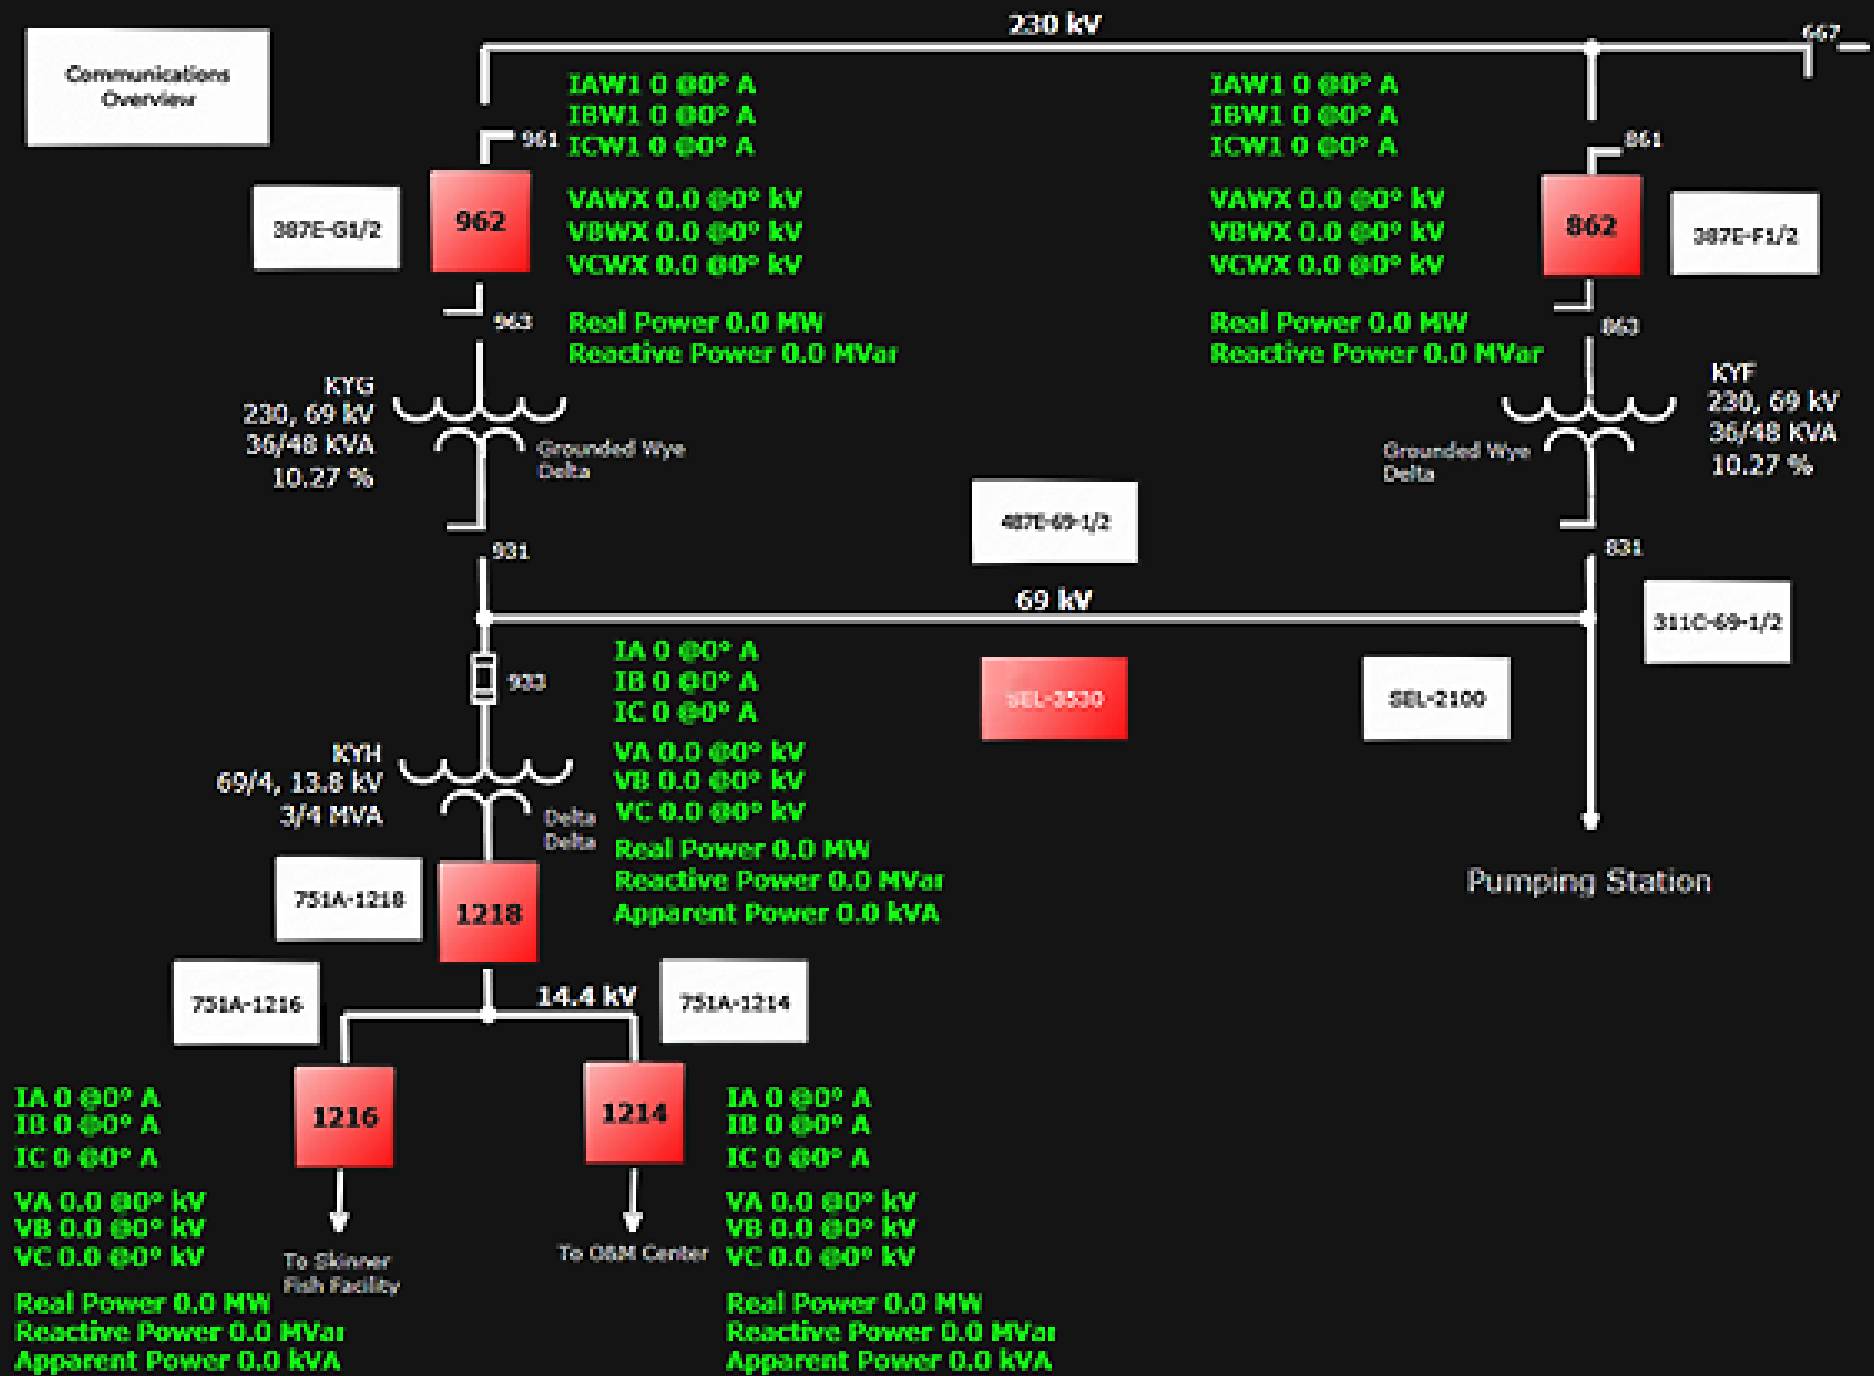 230 kV
667
Communications
Overview
IAW1 0 @0° A
IBW1 0 @0° A
ICW1 0 @0° A
961
962
387E-G1/2
VAWX 0.0 @0° kV
VBWX 0.0 @0° kV
VCWX 0.0 @0° kV
963
Real Power 0.0 MW
Reactive Power 0.0 MVar
IAW1 0 @0° A
IBW1 0 @0° A
ICW1 0 @0° A
861
862
387E-F1/2
VAWX 0.0 @0° kV
VBWX 0.0 @0° kV
VCWX 0.0 @0° kV
863
Real Power 0.0 MW
Reactive Power 0.0 MVar
KYG
230, 69 kV
36/48 KVA
10.27 %
Grounded Wye
Delta
KYF
230, 69 kV
36/48 KVA
10.27 %
Grounded Wye
Delta
487E-69-1/2
931
831
69 kV
311C-69-1/2
933
IA 0 @0° A
IB 0 @0° A
IC 0 @0° A
SEL-3530
SEL-2100
KYH
69/4, 13.8 kV
3/4 MVA
Delta
Delta
VA 0.0 @0° kV
VB 0.0 @0° kV
VC 0.0 @0° kV
Real Power 0.0 MW
Reactive Power 0.0 MVar
Apparent Power 0.0 kVA
Pumping Station
751A-1218
1218
751A-1216
14.4 kV
751A-1214
1216
1214
IA 0 @0° A
IB 0 @0° A
IC 0 @0° A
VA 0.0 @0° kV
VB 0.0 @0° kV
VC 0.0 @0° kV
To Skinner
Fish Facility
Real Power 0.0 MW
Reactive Power 0.0 MVar
Apparent Power 0.0 kVA
To O&M Center
IA 0 @0° A
IB 0 @0° A
IC 0 @0° A
VA 0.0 @0° kV
VB 0.0 @0° kV
VC 0.0 @0° kV
Real Power 0.0 MW
Reactive Power 0.0 MVar
Apparent Power 0.0 kVA